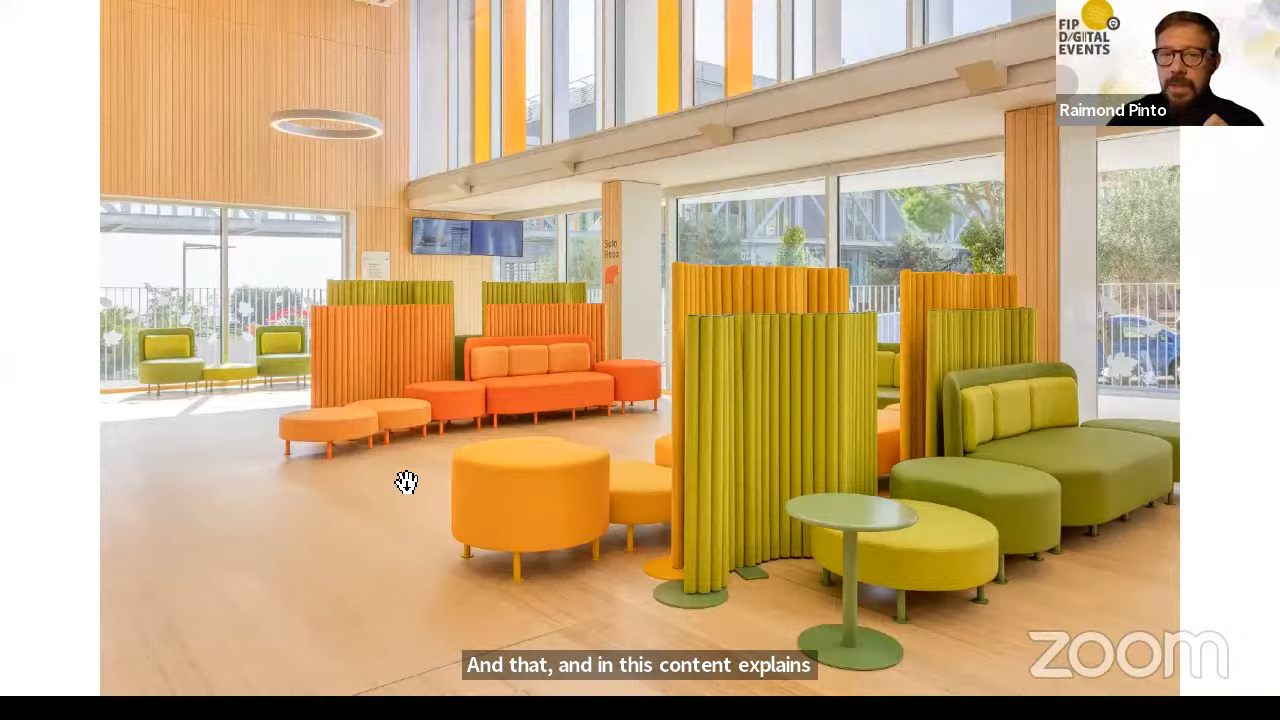 FIP
DIGITAL
EVENTS
Raimond Pinto
And that, and in this content explains
zoom